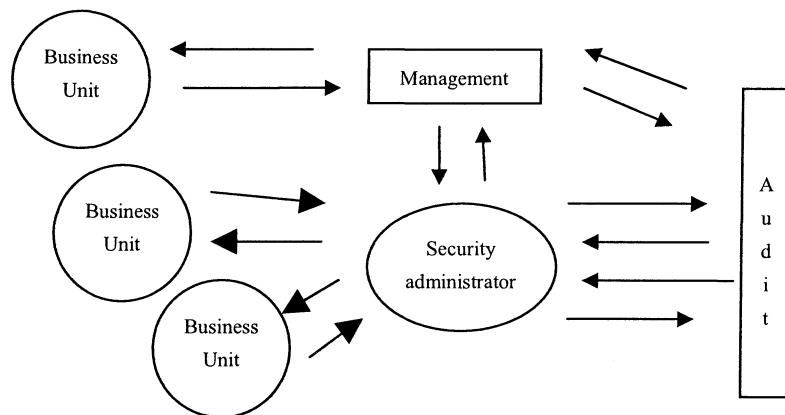 Business
Unit
Management
Business
Unit
Security
administrator
Business
Unit
A
u
d
i
t